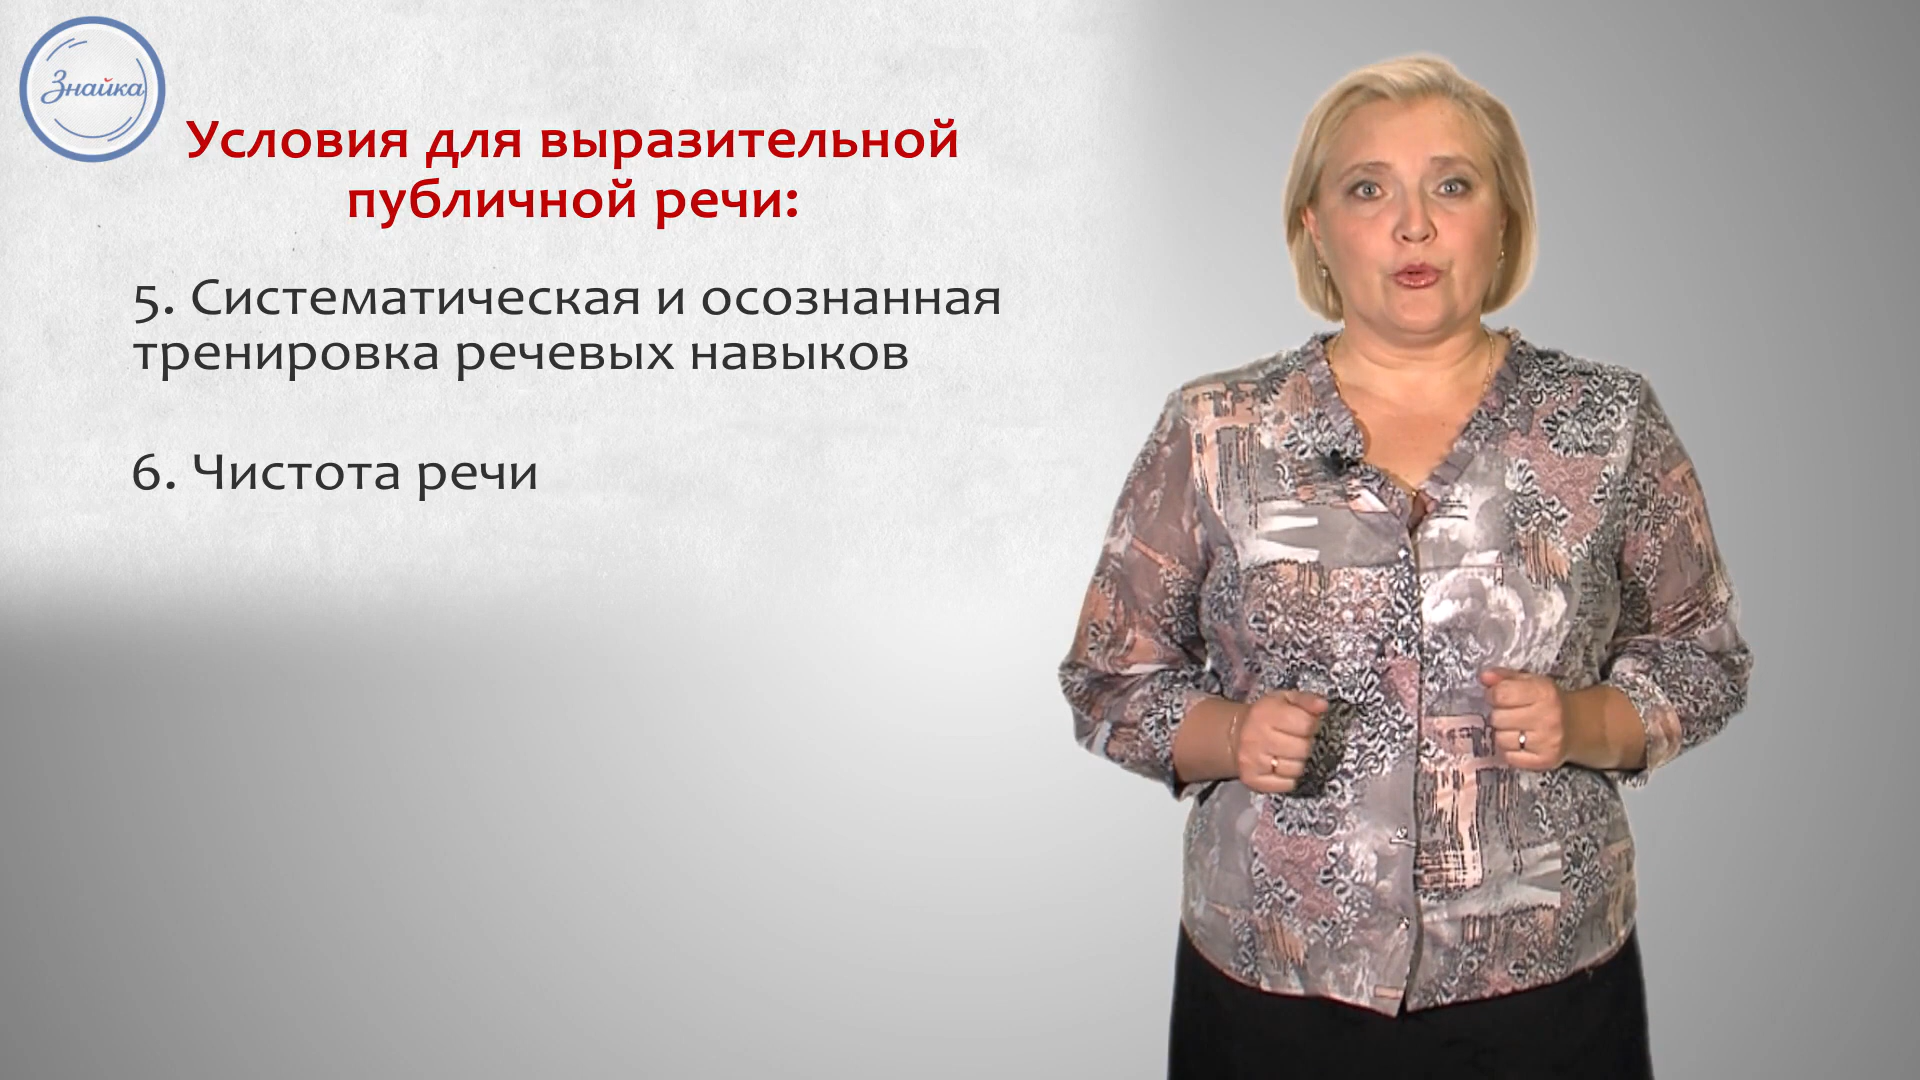 Знайка
Условия для выразительной
публичной речи:
5. Систематическая и осознанная
тренировка речевых навыков
6. Чистота речи